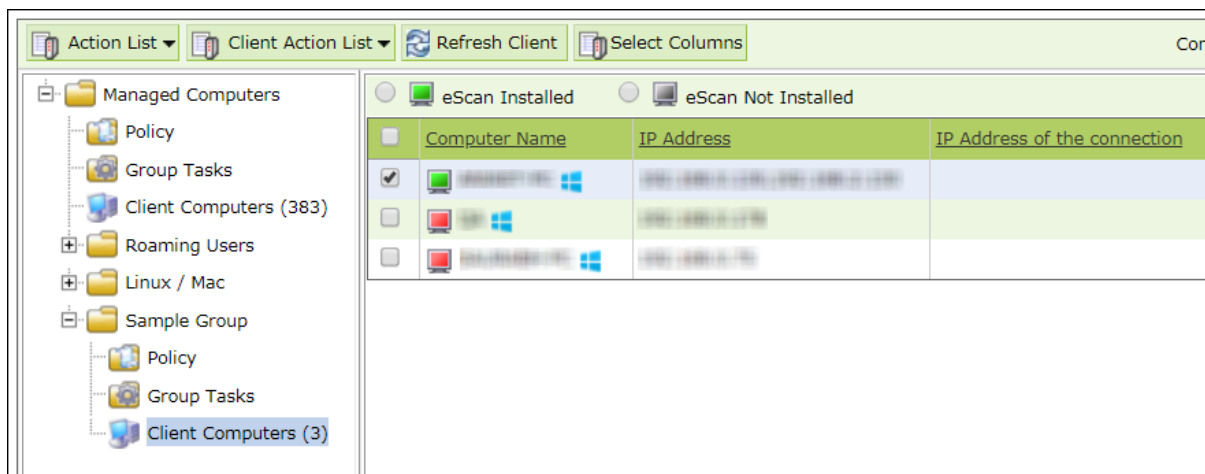 Action List Client Action List Refresh Client Select Columns Con
Managed Computers
Policy
Group Tasks
Client Computers (383)
Roaming Users
Linux / Mac
Sample Group
Policy
Group Tasks
Client Computers (3)
eScan Installed eScan Not Installed
Computer Name IP Address IP Address of the connection